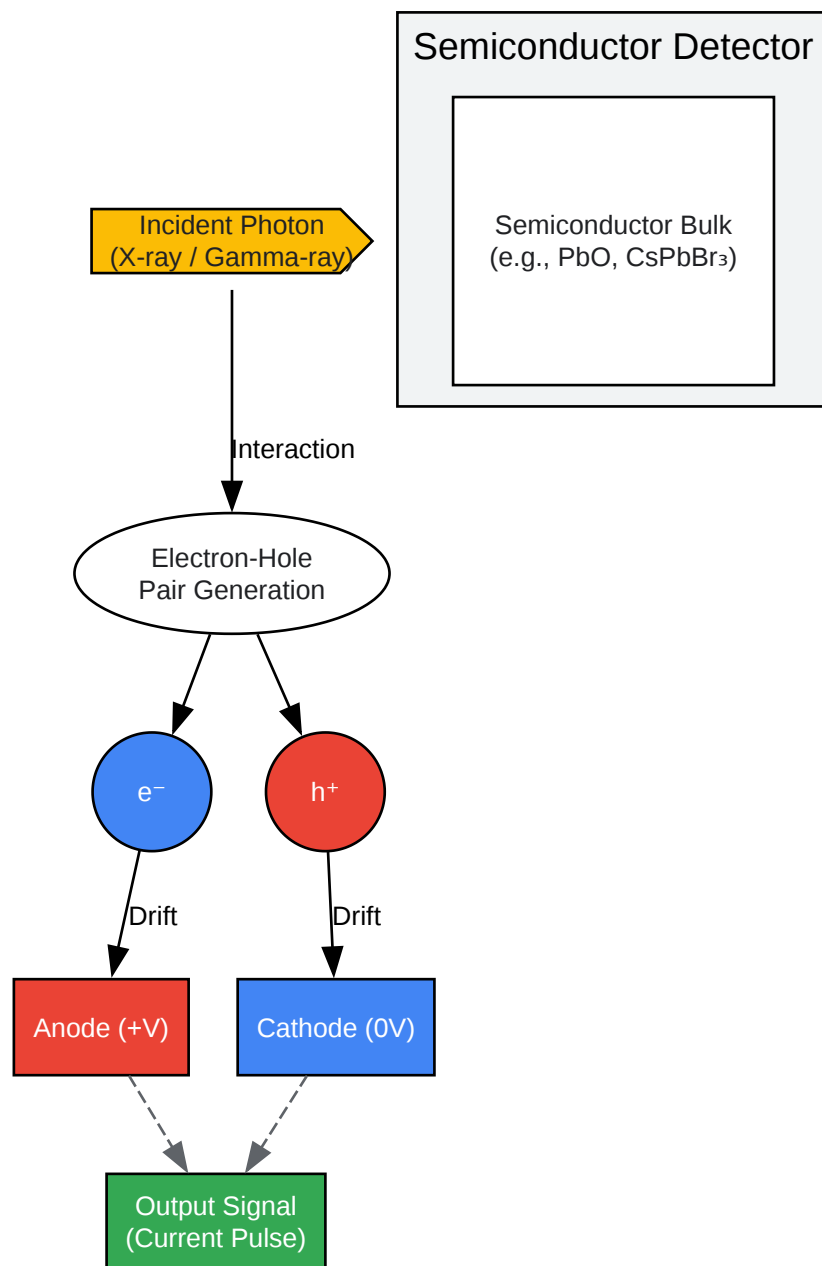 Semiconductor Detector
Incident Photon
(X-ray / Gamma-ray)
Semiconductor Bulk
(e.g., PbO, CsPbBr₃)
Interaction
Electron-Hole
Pair Generation
e⁻
h⁺
Drift
Drift
Anode (+V)
Cathode (0V)
Output Signal
(Current Pulse)